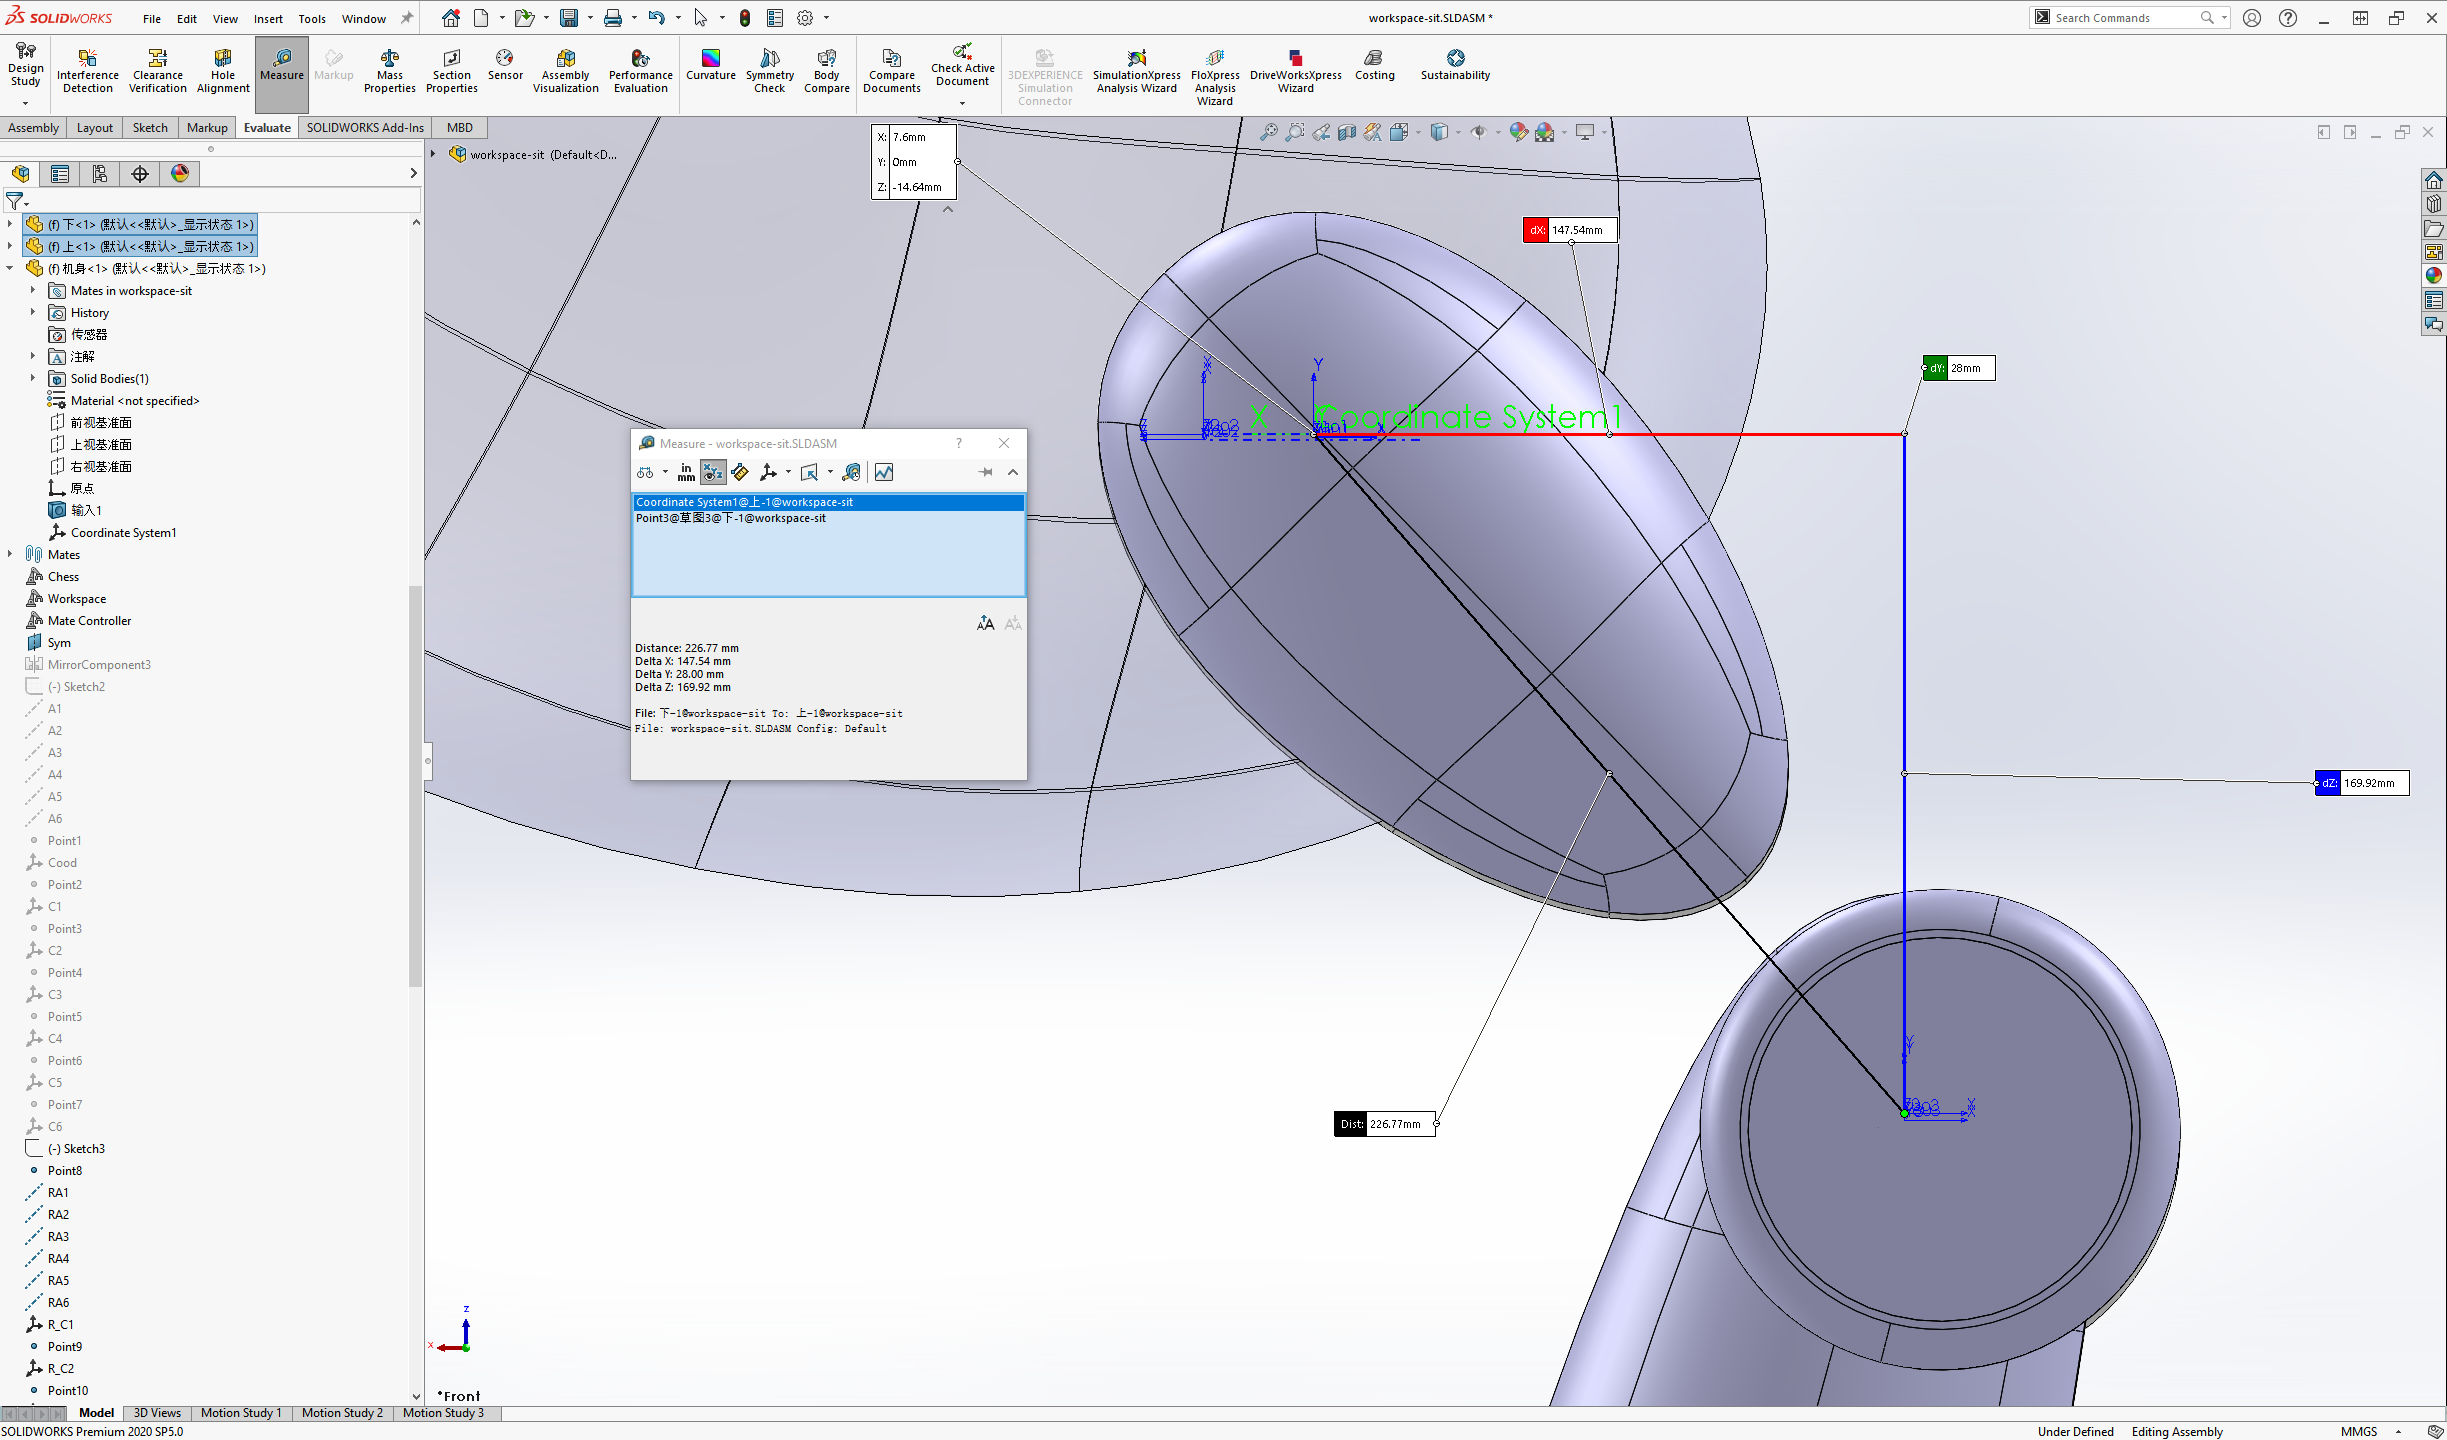 SOLIDWORKS File Edit View Insert Tools Window workspace-sit.SLDASM * Search Commands
Design Study
Interference Detection
Clearance Verification
Hole Alignment
Measure
Markup
Mass Properties
Section Properties
Sensor
Assembly Visualization
Performance Evaluation
Curvature
Symmetry Check
Body Compare
Compare Documents
Check Active Document
3DEXPERIENCE Simulation Connector
SimulationXpress Analysis Wizard
FloXpress Analysis Wizard
DriveWorksXpress Wizard
Costing
Sustainability
Assembly Layout Sketch Markup Evaluate SOLIDWORKS Add-Ins MBD
workspace-sit (Default<D...
(f) 下<1> (默认<<默认>_显示状态 1>)
(f) 上<1> (默认<<默认>_显示状态 1>)
(f) 机身<1> (默认<<默认>_显示状态 1>)
Mates in workspace-sit
History
传感器
注解
Solid Bodies(1)
Material <not specified>
前视基准面
上视基准面
右视基准面
原点
输入1
Coordinate System1
Mates
Chess
Workspace
Mate Controller
Sym
MirrorComponent3
(-) Sketch2
A1
A2
A3
A4
A5
A6
Point1
Cood
Point2
C1
Point3
C2
Point4
C3
Point5
C4
Point6
C5
Point7
C6
(-) Sketch3
Point8
RA1
RA2
RA3
RA4
RA5
RA6
R_C1
Point9
R_C2
Point10
X: 7.6mm
Y: 0mm
Z: -14.64mm
dX: 147.54mm
dY: 28mm
X Coordinate System1
Y
dZ: 169.92mm
Dist: 226.77mm
Measure - workspace-sit.SLDASM ?
in mm
Coordinate System1@上-1@workspace-sit
Point3@草图3@下-1@workspace-sit
Distance: 226.77 mm
Delta X: 147.54 mm
Delta Y: 28.00 mm
Delta Z: 169.92 mm
File: 下-1@workspace-sit To: 上-1@workspace-sit
File: workspace-sit.SLDASM Config: Default
z
x
*Front
Model 3D Views Motion Study 1 Motion Study 2 Motion Study 3
SOLIDWORKS Premium 2020 SP5.0 Under Defined Editing Assembly MMGS